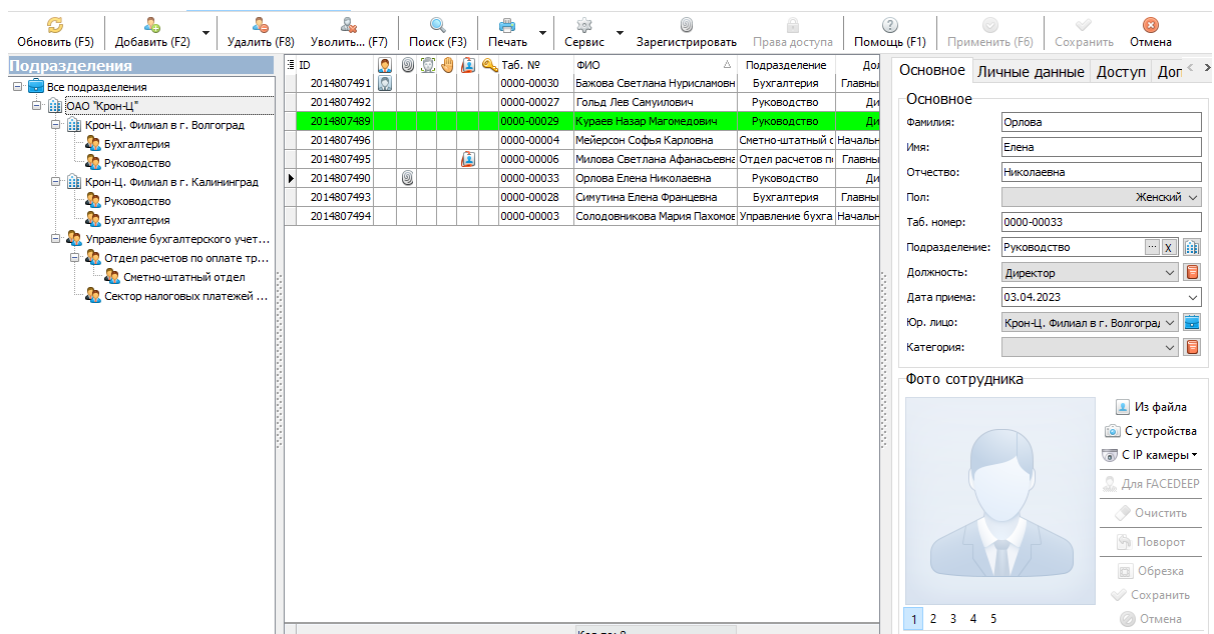 Обновить (F5) Добавить (F2) Удалить (F8) Уволить... (F7) Поиск (F3) Печать Сервис Зарегистрировать Права доступа Помощь (F1) Применить (F6) Сохранить Отмена
Подразделения
Все подразделения
ОАО "Крон-Ц"
Крон-Ц. Филиал в г. Волгоград
Бухгалтерия
Руководство
Крон-Ц. Филиал в г. Калининград
Руководство
Бухгалтерия
Управление бухгалтерского учет...
Отдел расчетов по оплате тр...
Сметно-штатный отдел
Сектор налоговых платежей ...
ID Таб. № ФИО Подразделение Дол
2014807491 0000-00030 Бажова Светлана Нурисламовн Бухгалтерия Главны
2014807492 0000-00027 Гольд Лев Самуилович Руководство Ди
2014807489 0000-00029 Кураев Назар Магомедович Руководство Ди
2014807496 0000-00004 Мейерсон Софья Карловна Сметно-штатный с Начальн
2014807495 0000-00006 Милова Светлана Афанасьевна Отдел расчетов по Главны
2014807490 0000-00033 Орлова Елена Николаевна Руководство Ди
2014807493 0000-00028 Симутина Елена Францевна Бухгалтерия Главны
2014807494 0000-00003 Солодовникова Мария Пахомов Управление бухга Начальн
Основное Личные данные Доступ Доп
Основное
Фамилия: Орлова
Имя: Елена
Отчество: Николаевна
Пол: Женский
Таб. номер: 0000-00033
Подразделение: Руководство ... X
Должность: Директор
Дата приема: 03.04.2023
Юр. лицо: Крон-Ц. Филиал в г. Волгоград
Категория:
Фото сотрудника
Из файла
С устройства
С IP камеры
Для FACEDEEP
Очистить
Поворот
Обрезка
Сохранить
Отмена
1 2 3 4 5